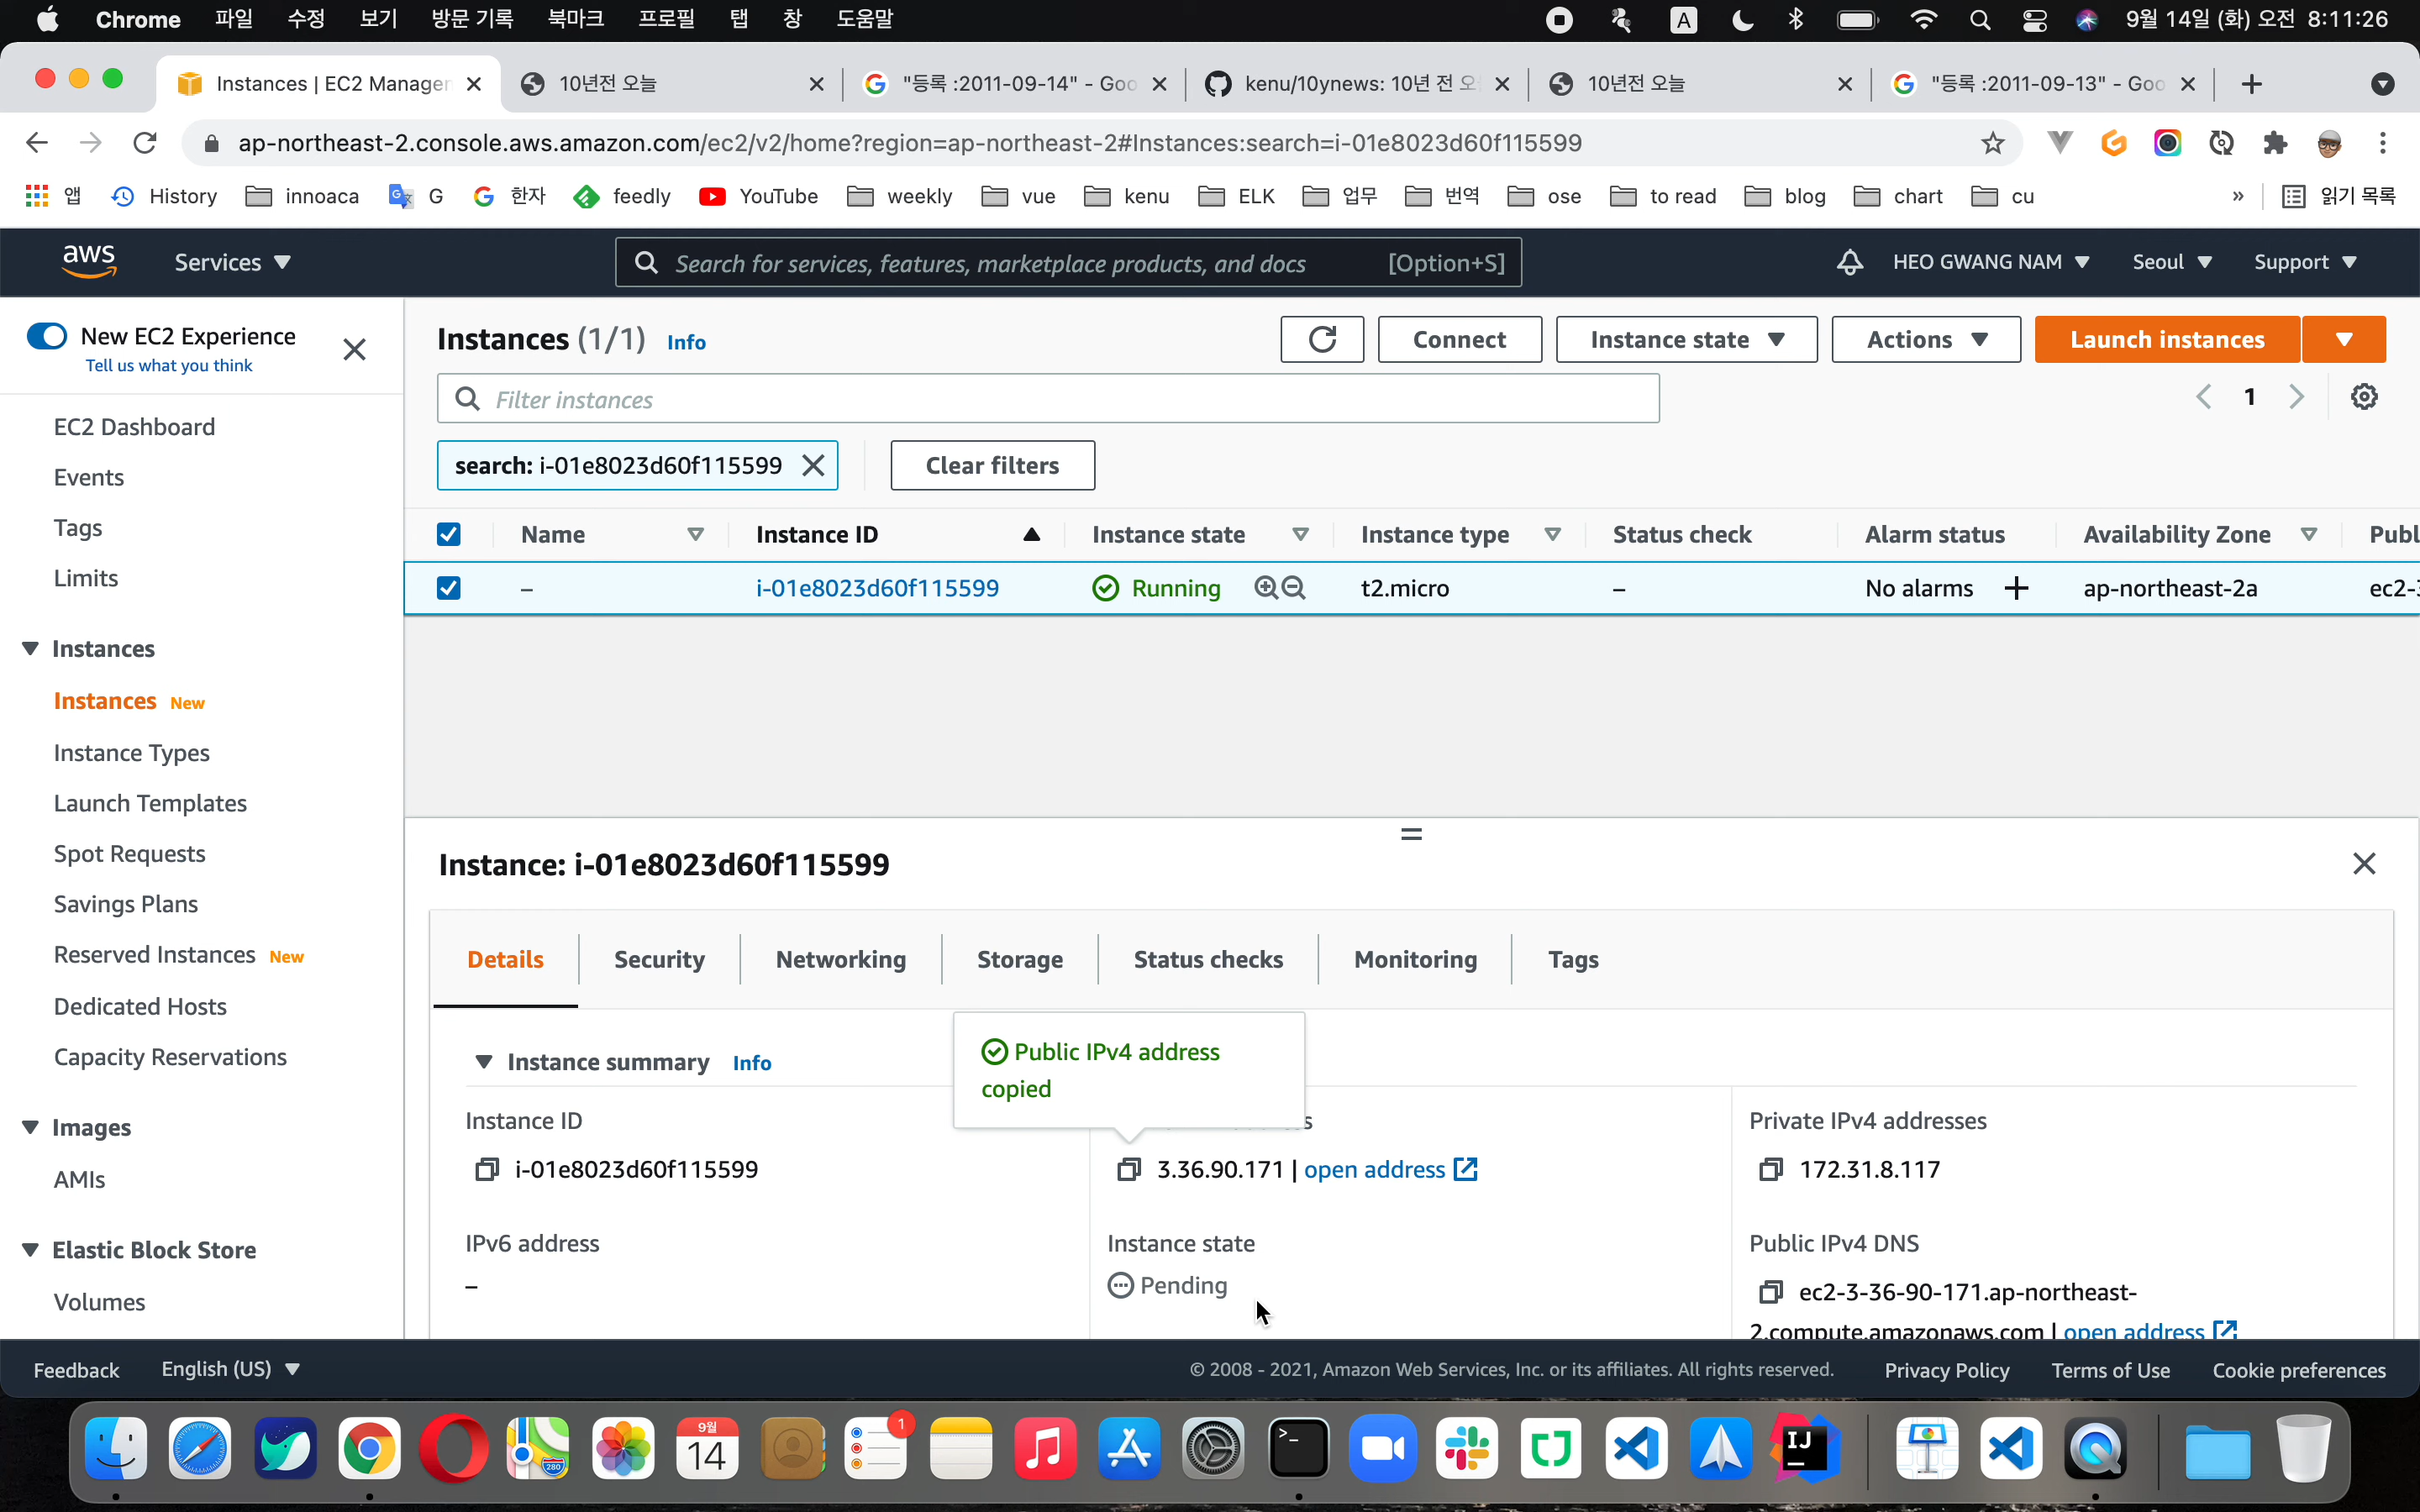 Chrome 파일 수정 보기 방문 기록 북마크 프로필 탭 창 도움말 A 9월 14일 (화) 오전 8:11:26
Instances | EC2 Manager 10년전 오늘 "등록 :2011-09-14" - Goo kenu/10ynews: 10년 전 오 10년전 오늘 "등록 :2011-09-13" - Goo
ap-northeast-2.console.aws.amazon.com/ec2/v2/home?region=ap-northeast-2#Instances:search=i-01e8023d60f115599
앱 History innoaca G 한자 feedly YouTube weekly vue kenu ELK 업무 번역 ose to read blog chart cu » 읽기 목록
aws Services Search for services, features, marketplace products, and docs [Option+S] HEO GWANG NAM Seoul Support
New EC2 Experience
Tell us what you think
EC2 Dashboard
Events
Tags
Limits
Instances
Instances New
Instance Types
Launch Templates
Spot Requests
Savings Plans
Reserved Instances New
Dedicated Hosts
Capacity Reservations
Images
AMIs
Elastic Block Store
Volumes
Instances (1/1) Info Connect Instance state Actions Launch instances
Filter instances 1
search: i-01e8023d60f115599 Clear filters
Name Instance ID Instance state Instance type Status check Alarm status Availability Zone Publ
– i-01e8023d60f115599 Running t2.micro – No alarms + ap-northeast-2a ec2-3
Instance: i-01e8023d60f115599
Details Security Networking Storage Status checks Monitoring Tags
Public IPv4 address
copied
Instance summary Info
Instance ID Private IPv4 addresses
i-01e8023d60f115599 3.36.90.171 | open address 172.31.8.117
IPv6 address Instance state Public IPv4 DNS
– Pending ec2-3-36-90-171.ap-northeast-
2.compute.amazonaws.com | open address
Feedback English (US) © 2008 - 2021, Amazon Web Services, Inc. or its affiliates. All rights reserved. Privacy Policy Terms of Use Cookie preferences
280 9월 14 1 >_ IJ